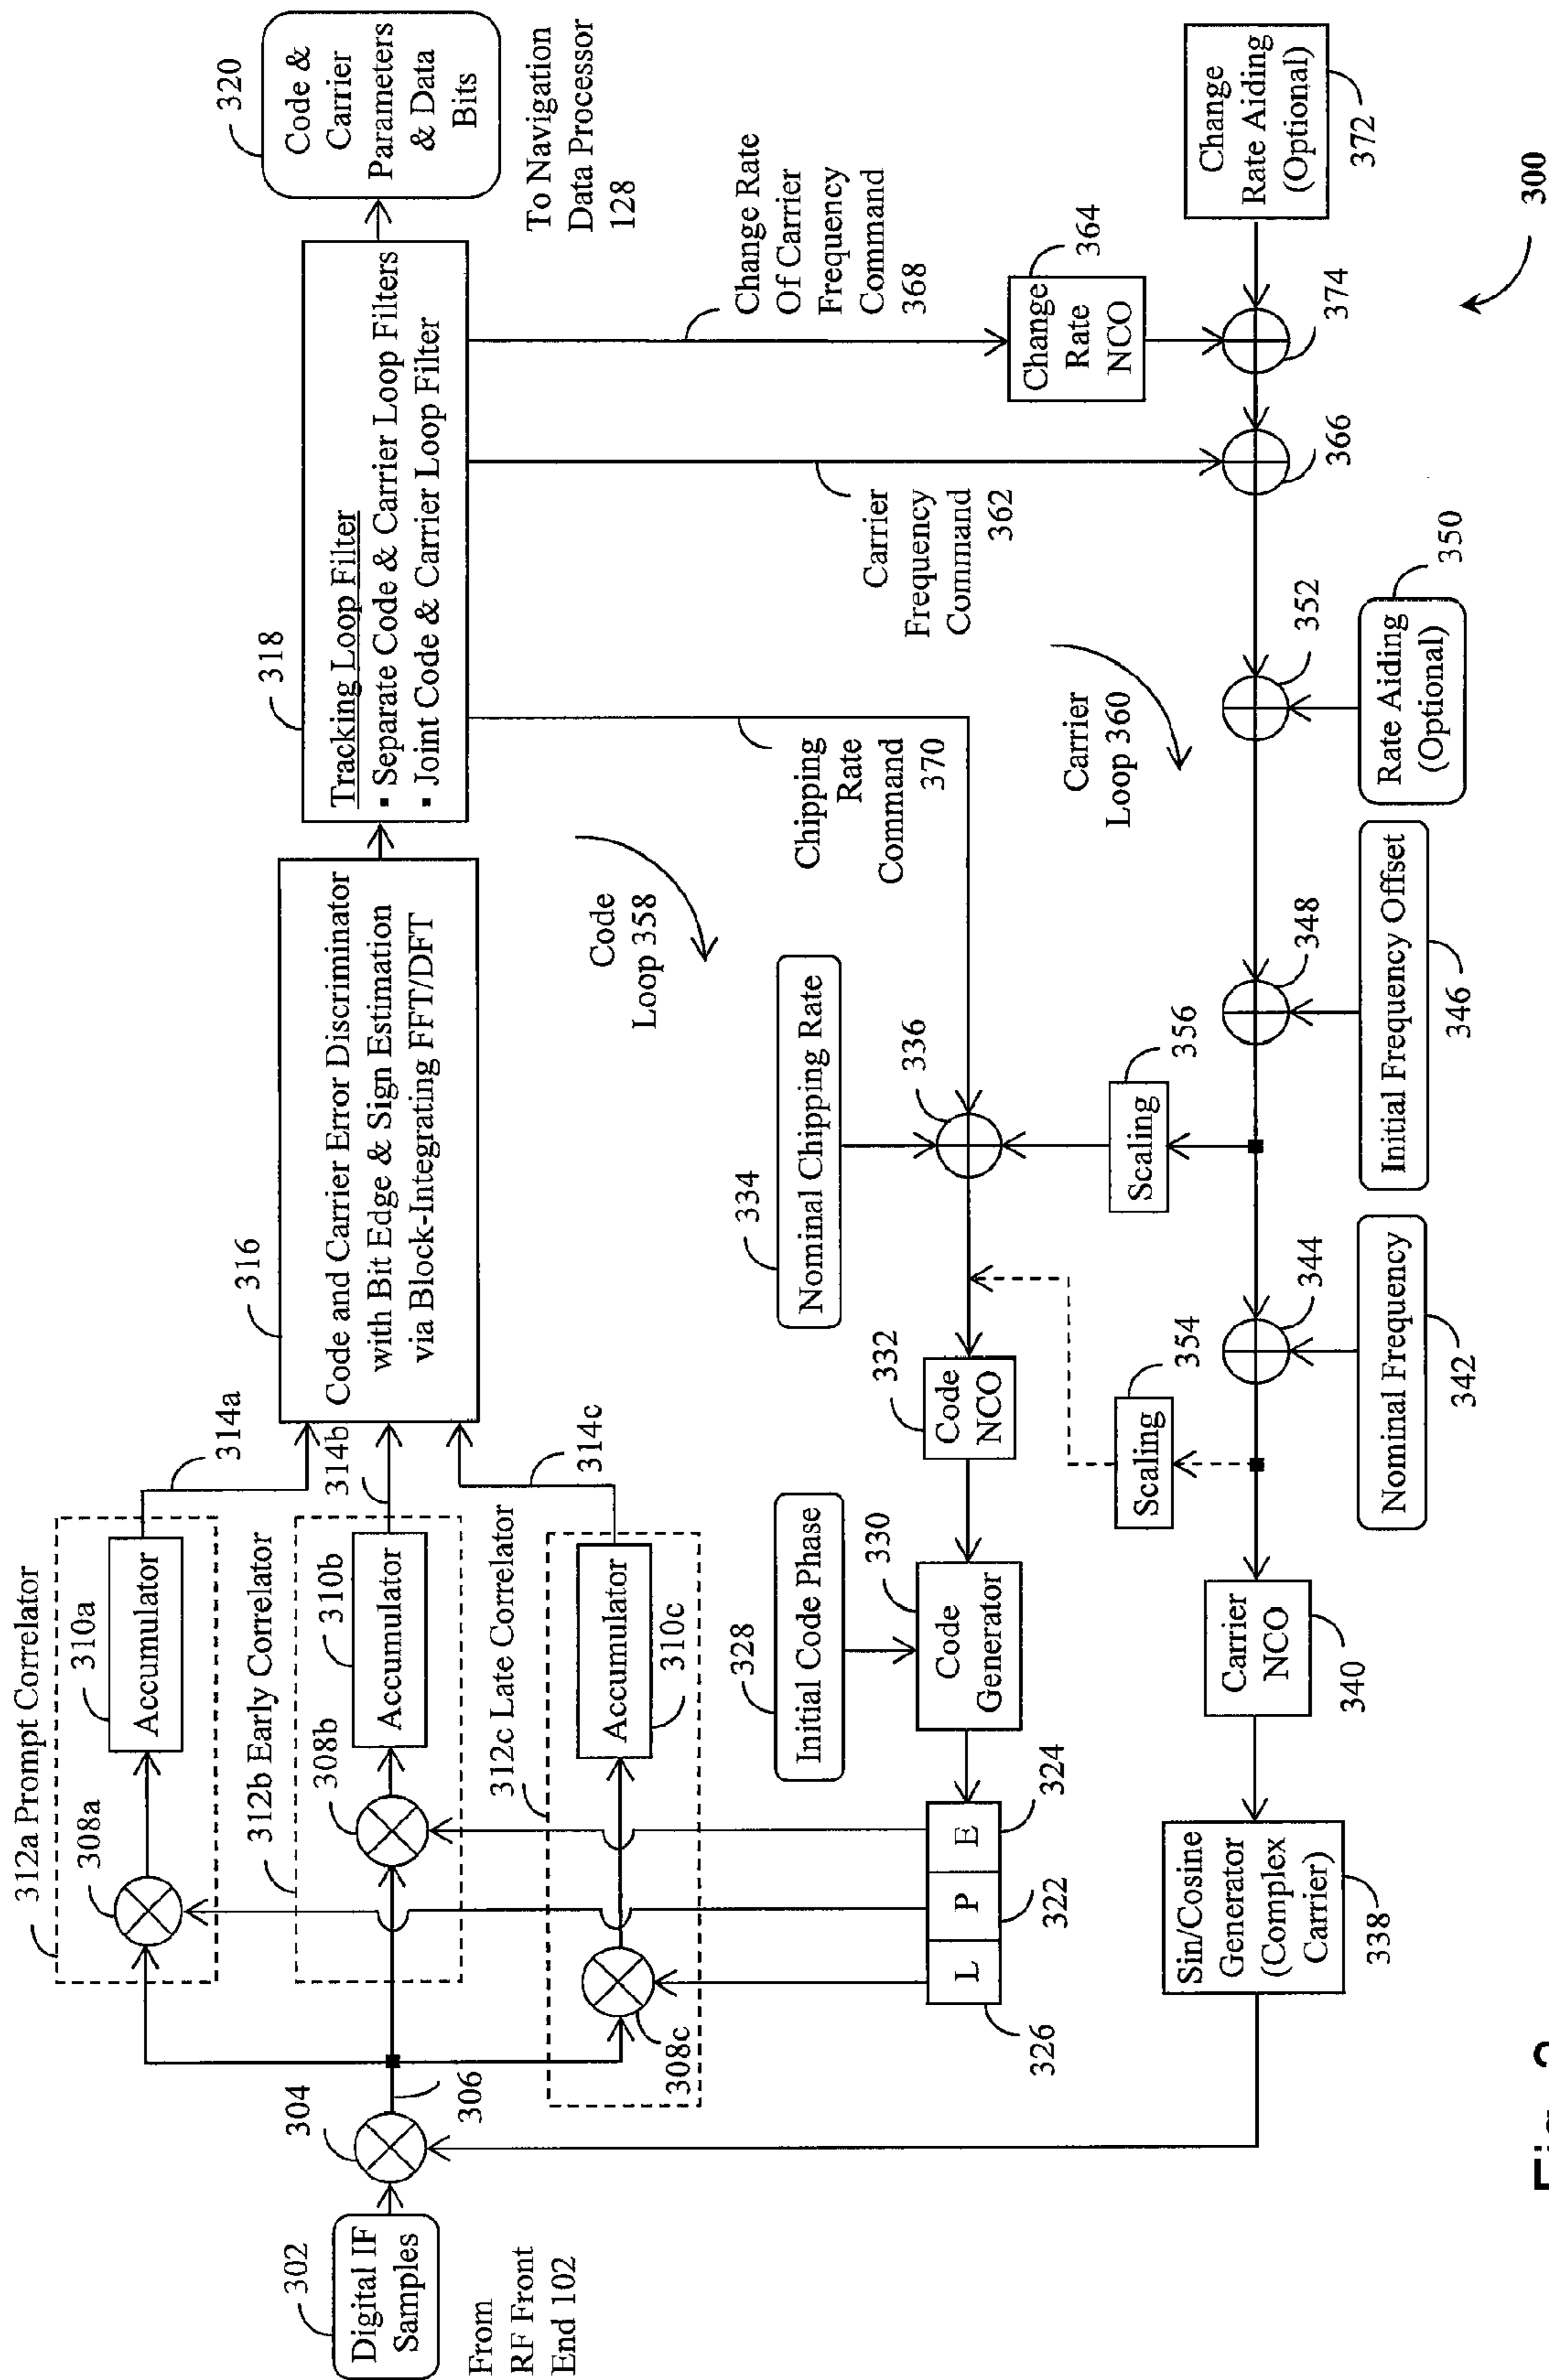 312a Prompt Correlator
308a
310a
Accumulator
314a
312b Early Correlator
308b
310b
Accumulator
314b
312c Late Correlator
308c
310c
Accumulator
314c
302
Digital IF
Samples
From
RF Front
End 102
304
306
316
Code and Carrier Error Discriminator
with Bit Edge & Sign Estimation
via Block-Integrating FFT/DFT
318
Tracking Loop Filter
▪ Separate Code & Carrier Loop Filters
▪ Joint Code & Carrier Loop Filter
320
Code &
Carrier
Parameters
& Data
Bits
To Navigation
Data Processor
128
Code
Loop 358
Chipping
Rate
Command
370
Carrier
Loop 360
Carrier
Frequency
Command
362
Change Rate
Of Carrier
Frequency
Command
368
364
Change
Rate
NCO
L P E
326
322
324
328
Initial Code Phase
330
Code
Generator
332
Code
NCO
334
Nominal Chipping Rate
336
354
Scaling
356
Scaling
Sin/Cosine
Generator
(Complex
Carrier)
338
Carrier
NCO
340
344
Nominal Frequency
342
348
Initial Frequency Offset
346
352
Rate Aiding
(Optional)
350
366
374
Change
Rate Aiding
(Optional)
372
300